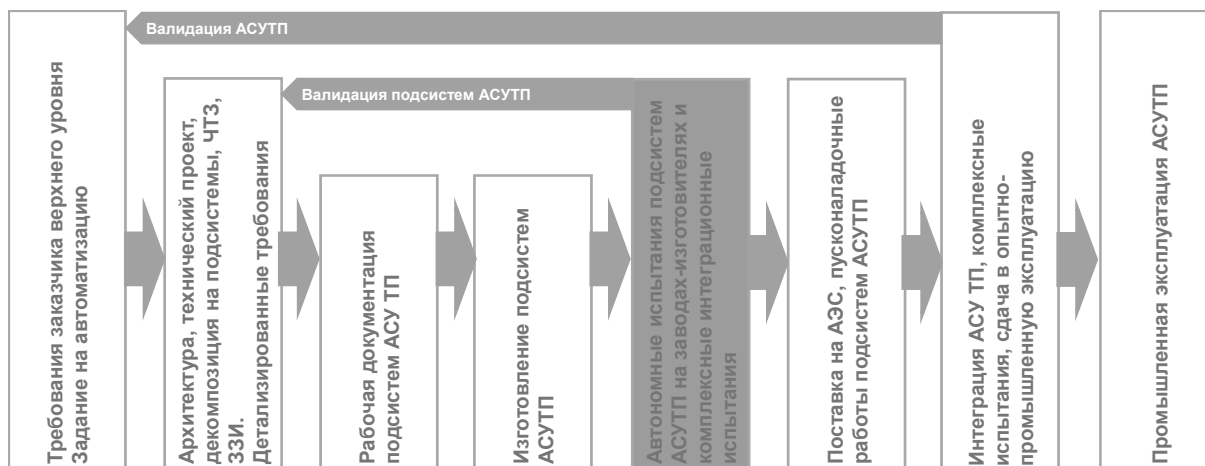 Валидация АСУТП
Валидация подсистем АСУТП
Требования заказчика верхнего уровня
Задание на автоматизацию
Архитектура, технический проект,
декомпозиция на подсистемы, ЧТЗ,
ЗЗИ.
Детализированные требования
Рабочая документация
подсистем АСУ ТП
Изготовление подсистем
АСУТП
Автономные испытания подсистем
АСУТП на заводах-изготовителях и
комплексные интеграционные
испытания
Поставка на АЭС, пусконаладочные
работы подсистем АСУТП
Интеграция АСУ ТП, комплексные
испытания, сдача в опытно-
промышленную эксплуатацию
Промышленная эксплуатация АСУТП